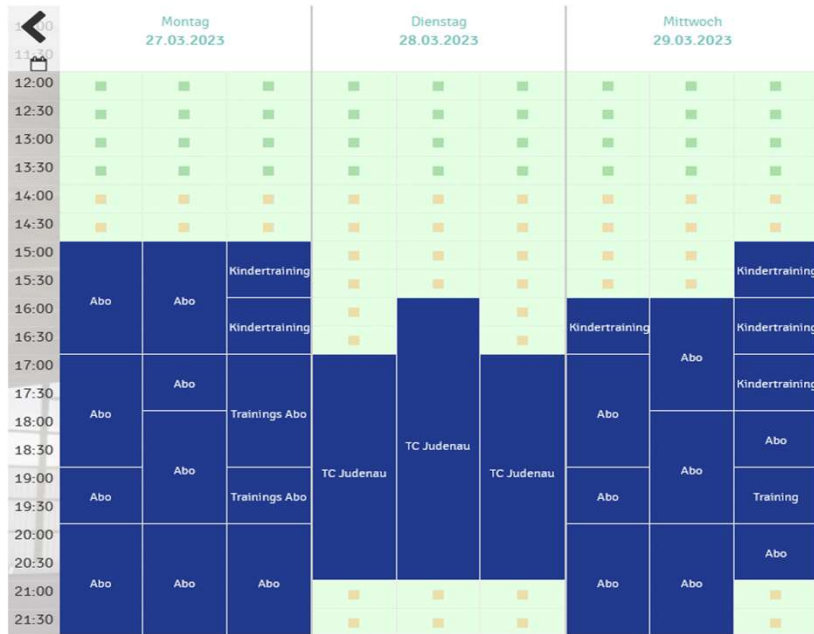 Montag
27.03.2023
Dienstag
28.03.2023
Mittwoch
29.03.2023
11:30
12:00
12:30
13:00
13:30
14:00
14:30
15:00
Kindertraining
Kindertraining
15:30
Abo
Abo
16:00
Kindertraining
Kindertraining
Kindertraining
16:30
Abo
17:00
Abo
Kindertraining
17:30
18:00
Abo
Trainings Abo
Abo
Abo
18:30
TC Judenau
Abo
Abo
TC Judenau
TC Judenau
19:00
Abo
Trainings Abo
Abo
Training
19:30
20:00
20:30
Abo
Abo
Abo
Abo
Abo
Abo
21:00
21:30